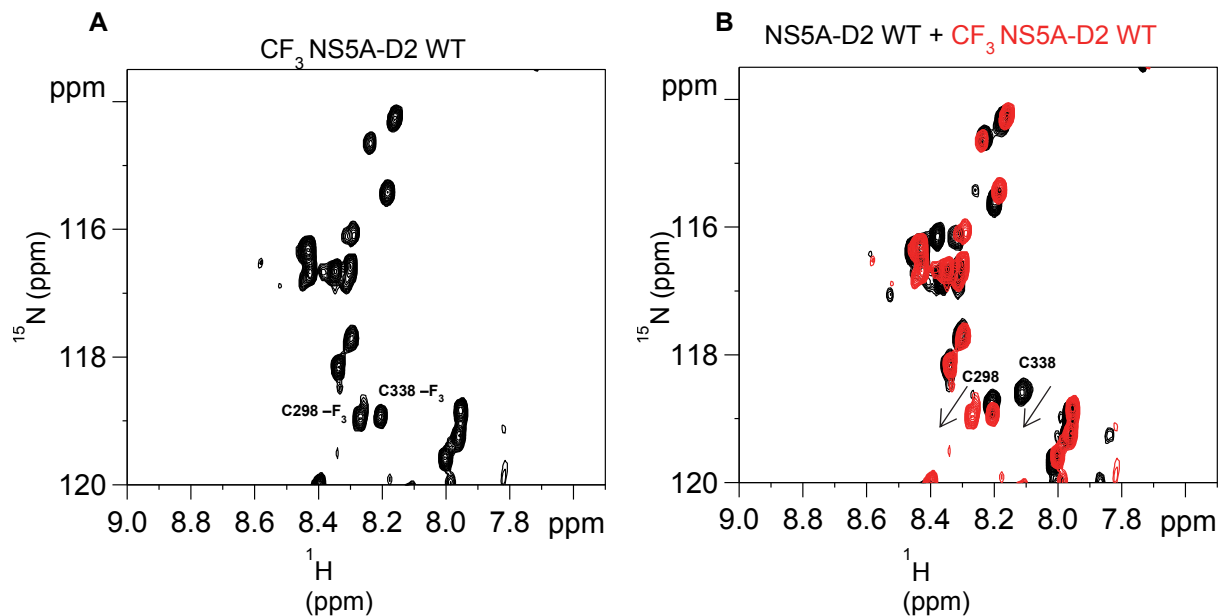 A
CF3 NS5A-D2 WT
ppm
116
118
120
15N (ppm)
C338 –F3
C298 –F3
9.0 8.8 8.6 8.4 8.2 8.0 7.8 ppm
1H
(ppm)
B
NS5A-D2 WT + CF3 NS5A-D2 WT
ppm
116
118
120
15N (ppm)
C298
C338
9.0 8.8 8.6 8.4 8.2 8.0 7.8 ppm
1H
(ppm)